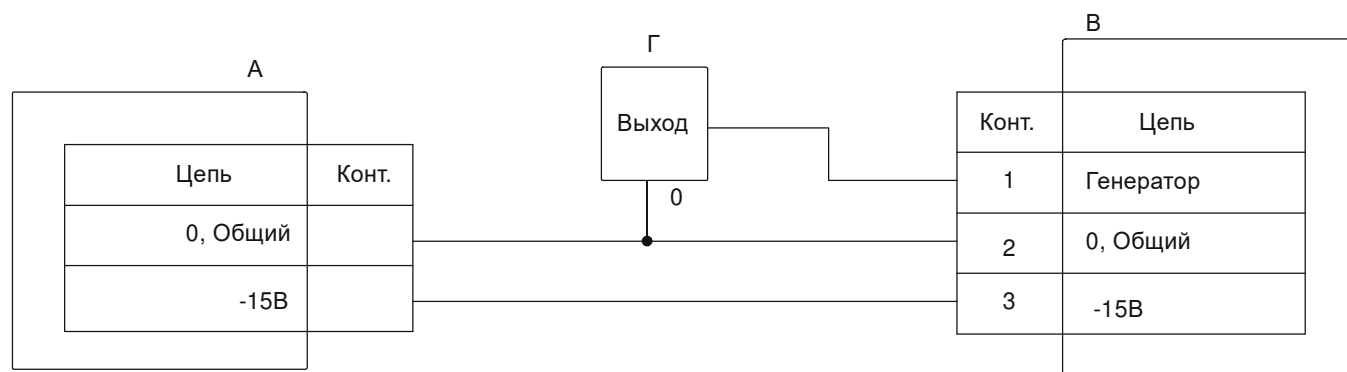 А
Цепь Конт.
0, Общий
-15В
Г
Выход
0
В
Конт. Цепь
1 Генератор
2 0, Общий
3 -15В